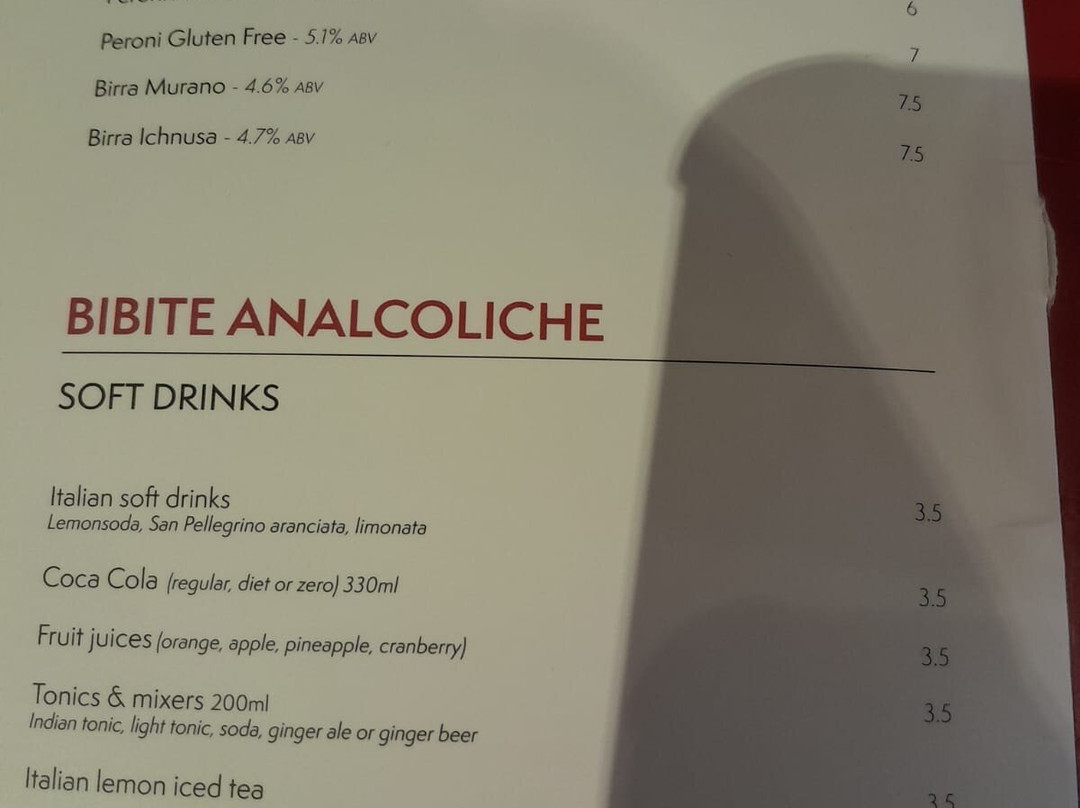 6
Peroni Gluten Free - 5.1% ABV 7
Birra Murano - 4.6% ABV 7.5
Birra Ichnusa - 4.7% ABV 7.5
BIBITE ANALCOLICHE
SOFT DRINKS
Italian soft drinks 3.5
Lemonsoda, San Pellegrino aranciata, limonata
Coca Cola (regular, diet or zero) 330ml 3.5
Fruit juices (orange, apple, pineapple, cranberry) 3.5
Tonics & mixers 200ml 3.5
Indian tonic, light tonic, soda, ginger ale or ginger beer
Italian lemon iced tea 3.5